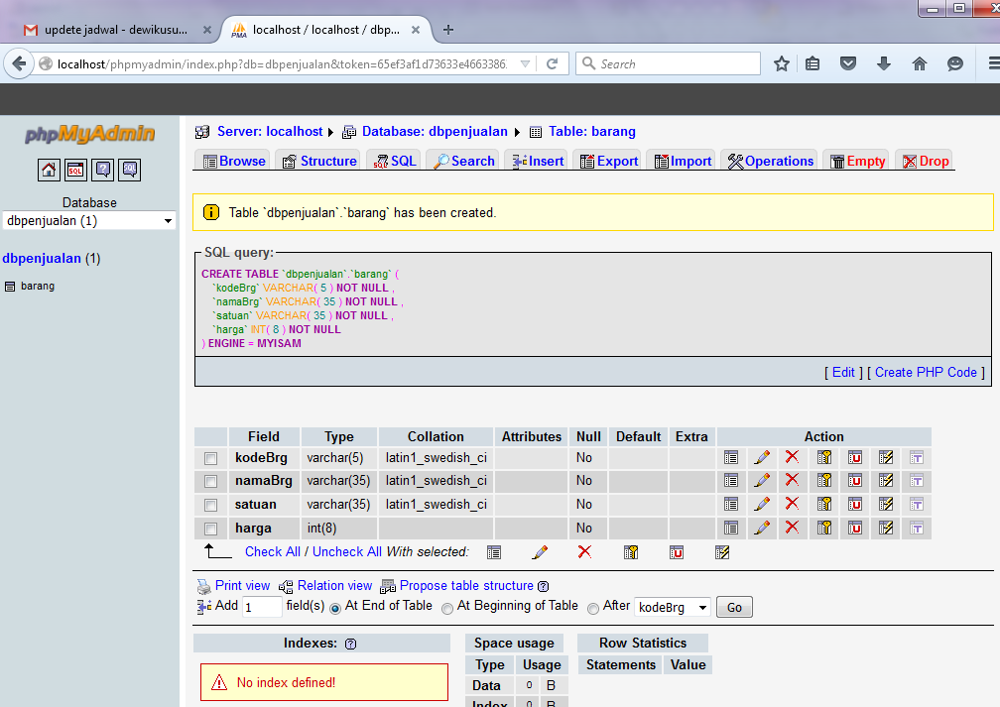 updete jadwal - dewikusu...
localhost / localhost / dbp...
localhost/phpmyadmin/index.php?db=dbpenjualan&token=65ef3af1d73633e4663386
Search
phpMyAdmin
Server: localhost Database: dbpenjualan Table: barang
Browse Structure SQL Search Insert Export Import Operations Empty Drop
Database
dbpenjualan (1)
dbpenjualan (1)
barang
Table `dbpenjualan`.`barang` has been created.
SQL query:
CREATE TABLE `dbpenjualan`.`barang` (
`kodeBrg` VARCHAR( 5 ) NOT NULL ,
`namaBrg` VARCHAR( 35 ) NOT NULL ,
`satuan` VARCHAR( 35 ) NOT NULL ,
`harga` INT( 8 ) NOT NULL
) ENGINE = MYISAM
[ Edit ] [ Create PHP Code ]
Field Type Collation Attributes Null Default Extra Action
kodeBrg varchar(5) latin1_swedish_ci No
namaBrg varchar(35) latin1_swedish_ci No
satuan varchar(35) latin1_swedish_ci No
harga int(8) No
Check All / Uncheck All With selected:
Print view Relation view Propose table structure
Add 1 field(s) At End of Table At Beginning of Table After kodeBrg Go
Indexes:
No index defined!
Space usage
Type Usage
Data 0 B
Index 0 B
Row Statistics
Statements Value